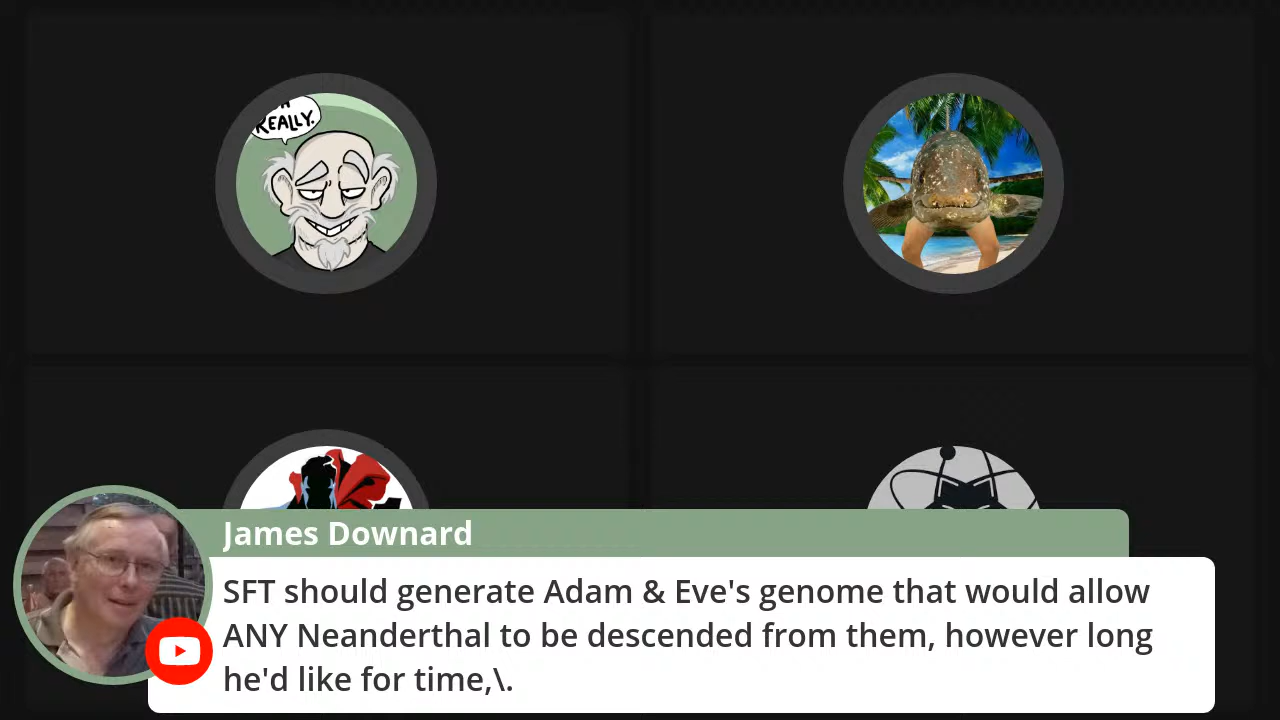 REALLY.
James Downard
SFT should generate Adam & Eve's genome that would allow
ANY Neanderthal to be descended from them, however long
he'd like for time,\.